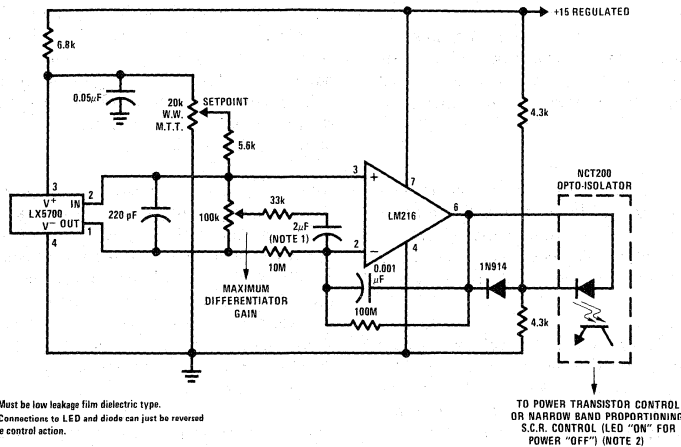 +15 REGULATED
6.8k
0.05µF
20k
W.W.
M.T.T.
SETPOINT
5.6k
4.3k
NCT200
OPTO-ISOLATOR
3
V+ IN 2
LX5700
V– OUT 1
4
220 pF
100k
33k
2µF
(NOTE 1)
10M
3
+
7
LM216
6
2
–
4
0.001
µF
100M
1N914
4.3k
MAXIMUM
DIFFERENTIATOR
GAIN
Must be low leakage film dielectric type.
Connections to LED and diode can just be reversed
e control action.
TO POWER TRANSISTOR CONTROL
OR NARROW BAND PROPORTIONING
S.C.R. CONTROL (LED "ON" FOR
POWER "OFF") (NOTE 2)